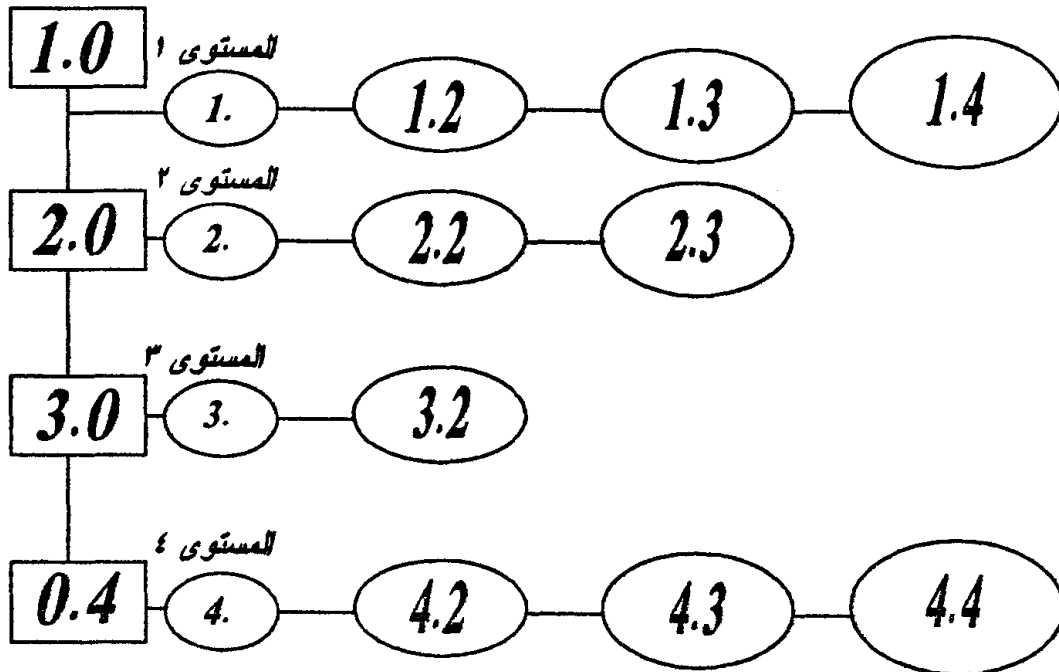 1.0
المستوى ١
1. 1.2 1.3 1.4
المستوى ٢
2.0 2. 2.2 2.3
المستوى ٣
3.0 3. 3.2
المستوى ٤
0.4 4. 4.2 4.3 4.4